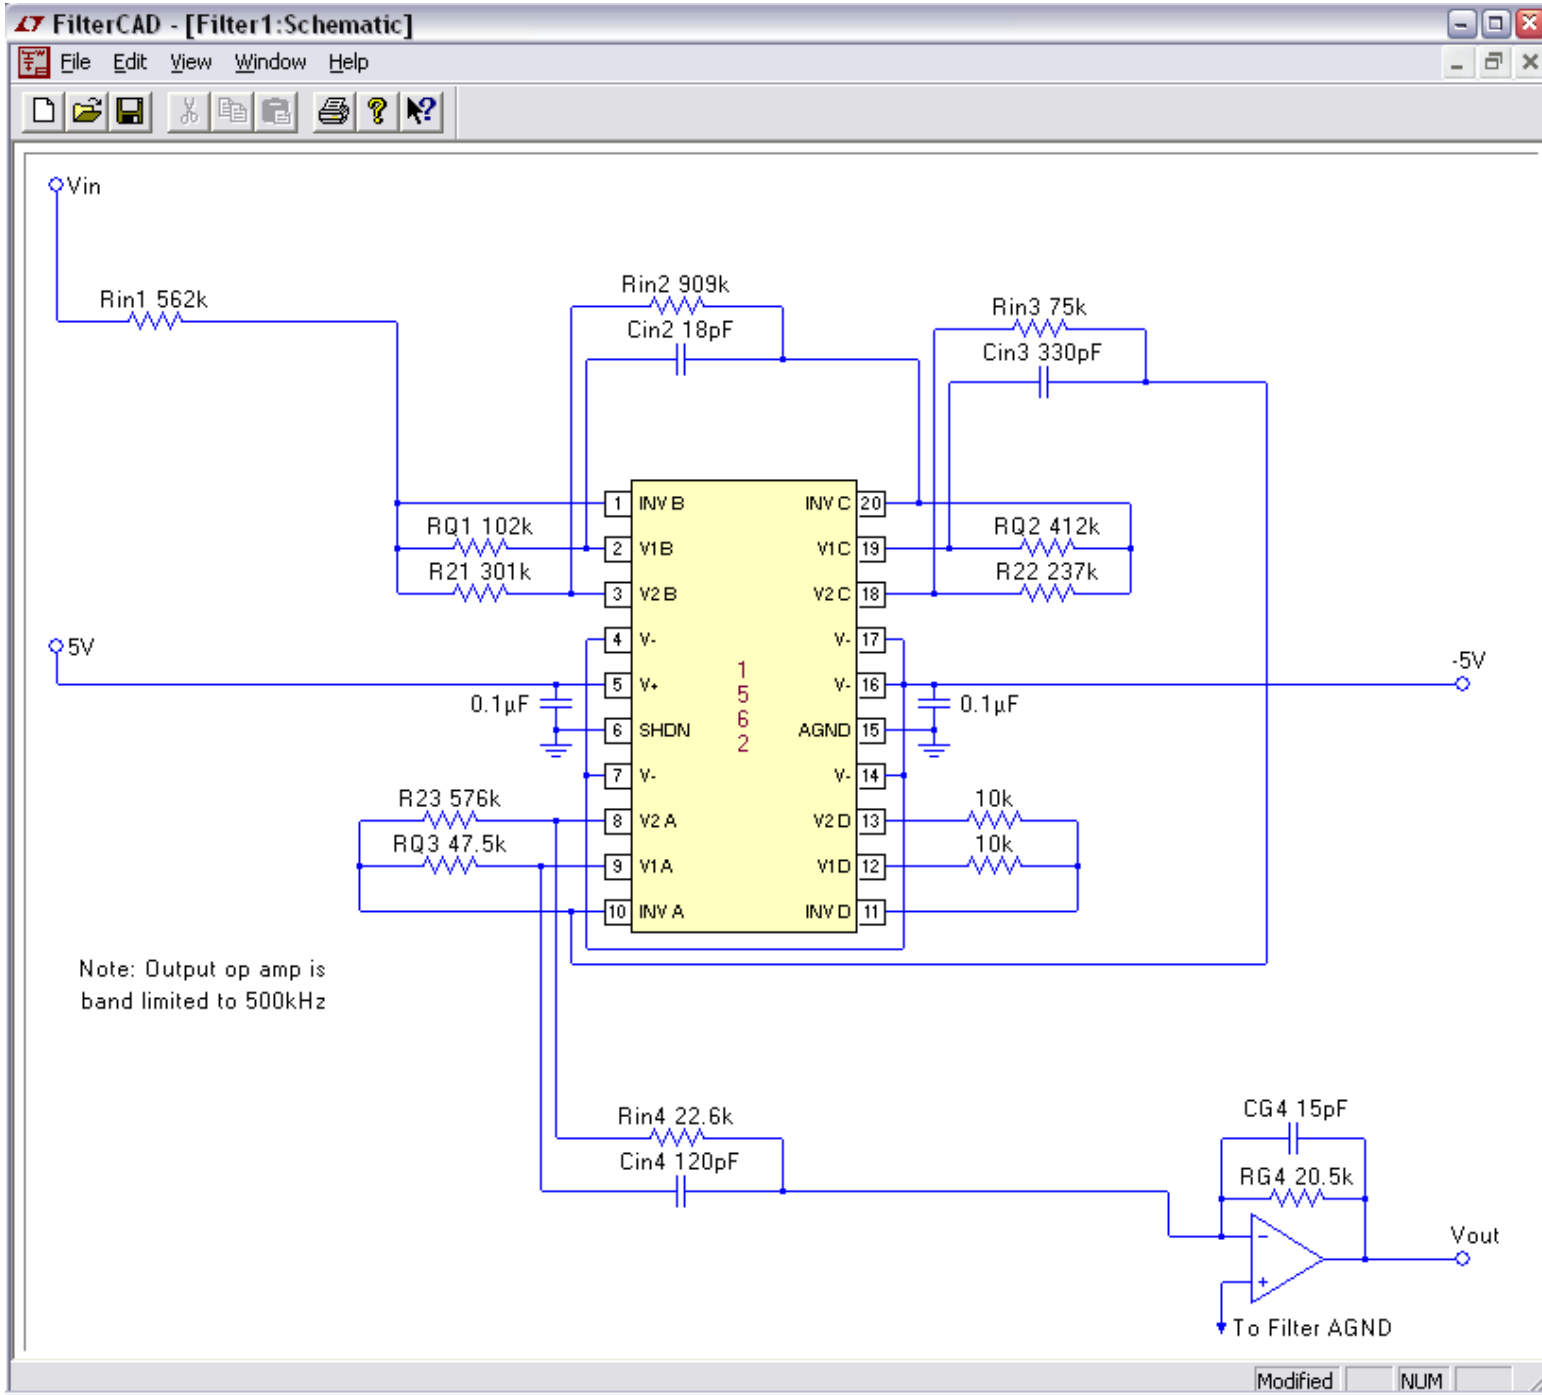 FilterCAD - [Filter1:Schematic]
File Edit View Window Help
Vin
Rin1 562k
Rin2 909k
Cin2 18pF
Rin3 75k
Cin3 330pF
1 INV B INV C 20
RQ1 102k 2 V1 B V1 C 19 RQ2 412k
R21 301k 3 V2 B V2 C 18 R22 237k
4 V- V- 17
5V
-5V
5 V+ V- 16
0.1µF
0.1µF
6 SHDN AGND 15
7 V- V- 14
1
5
6
2
R23 576k 8 V2 A V2 D 13 10k
RQ3 47.5k 9 V1 A V1 D 12 10k
10 INV A INV D 11
Note: Output op amp is
band limited to 500kHz
Rin4 22.6k
Cin4 120pF
CG4 15pF
RG4 20.5k
-
+
Vout
To Filter AGND
Modified NUM